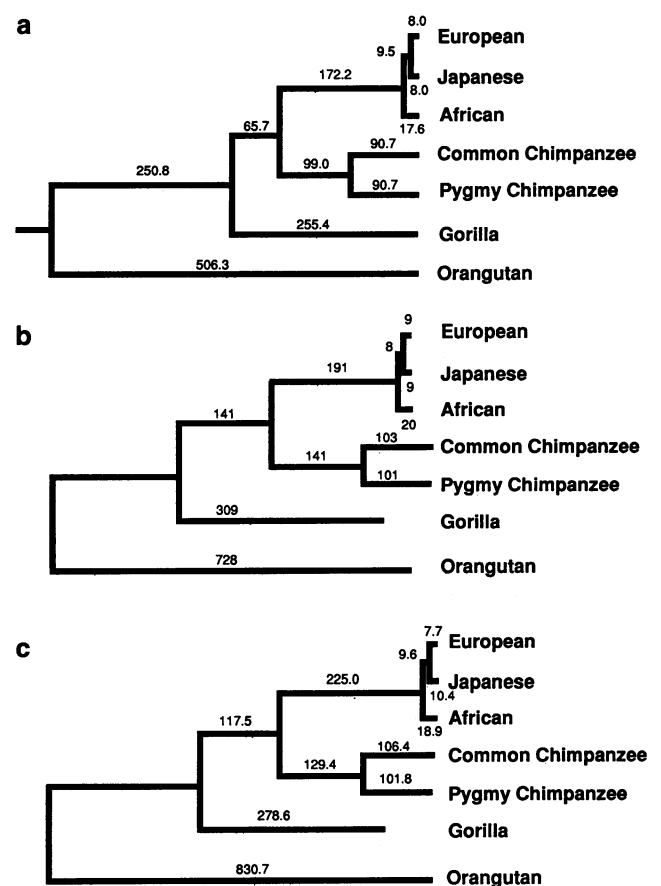 a
8.0
European
9.5
172.2
Japanese
8.0
African
17.6
65.7
90.7
Common Chimpanzee
99.0
250.8
90.7
Pygmy Chimpanzee
255.4
Gorilla
506.3
Orangutan
b
9
European
8
191
Japanese
9
African
20
141
103
Common Chimpanzee
141
101
Pygmy Chimpanzee
309
Gorilla
728
Orangutan
c
7.7
European
9.6
225.0
Japanese
10.4
African
18.9
117.5
106.4
Common Chimpanzee
129.4
101.8
Pygmy Chimpanzee
278.6
Gorilla
830.7
Orangutan